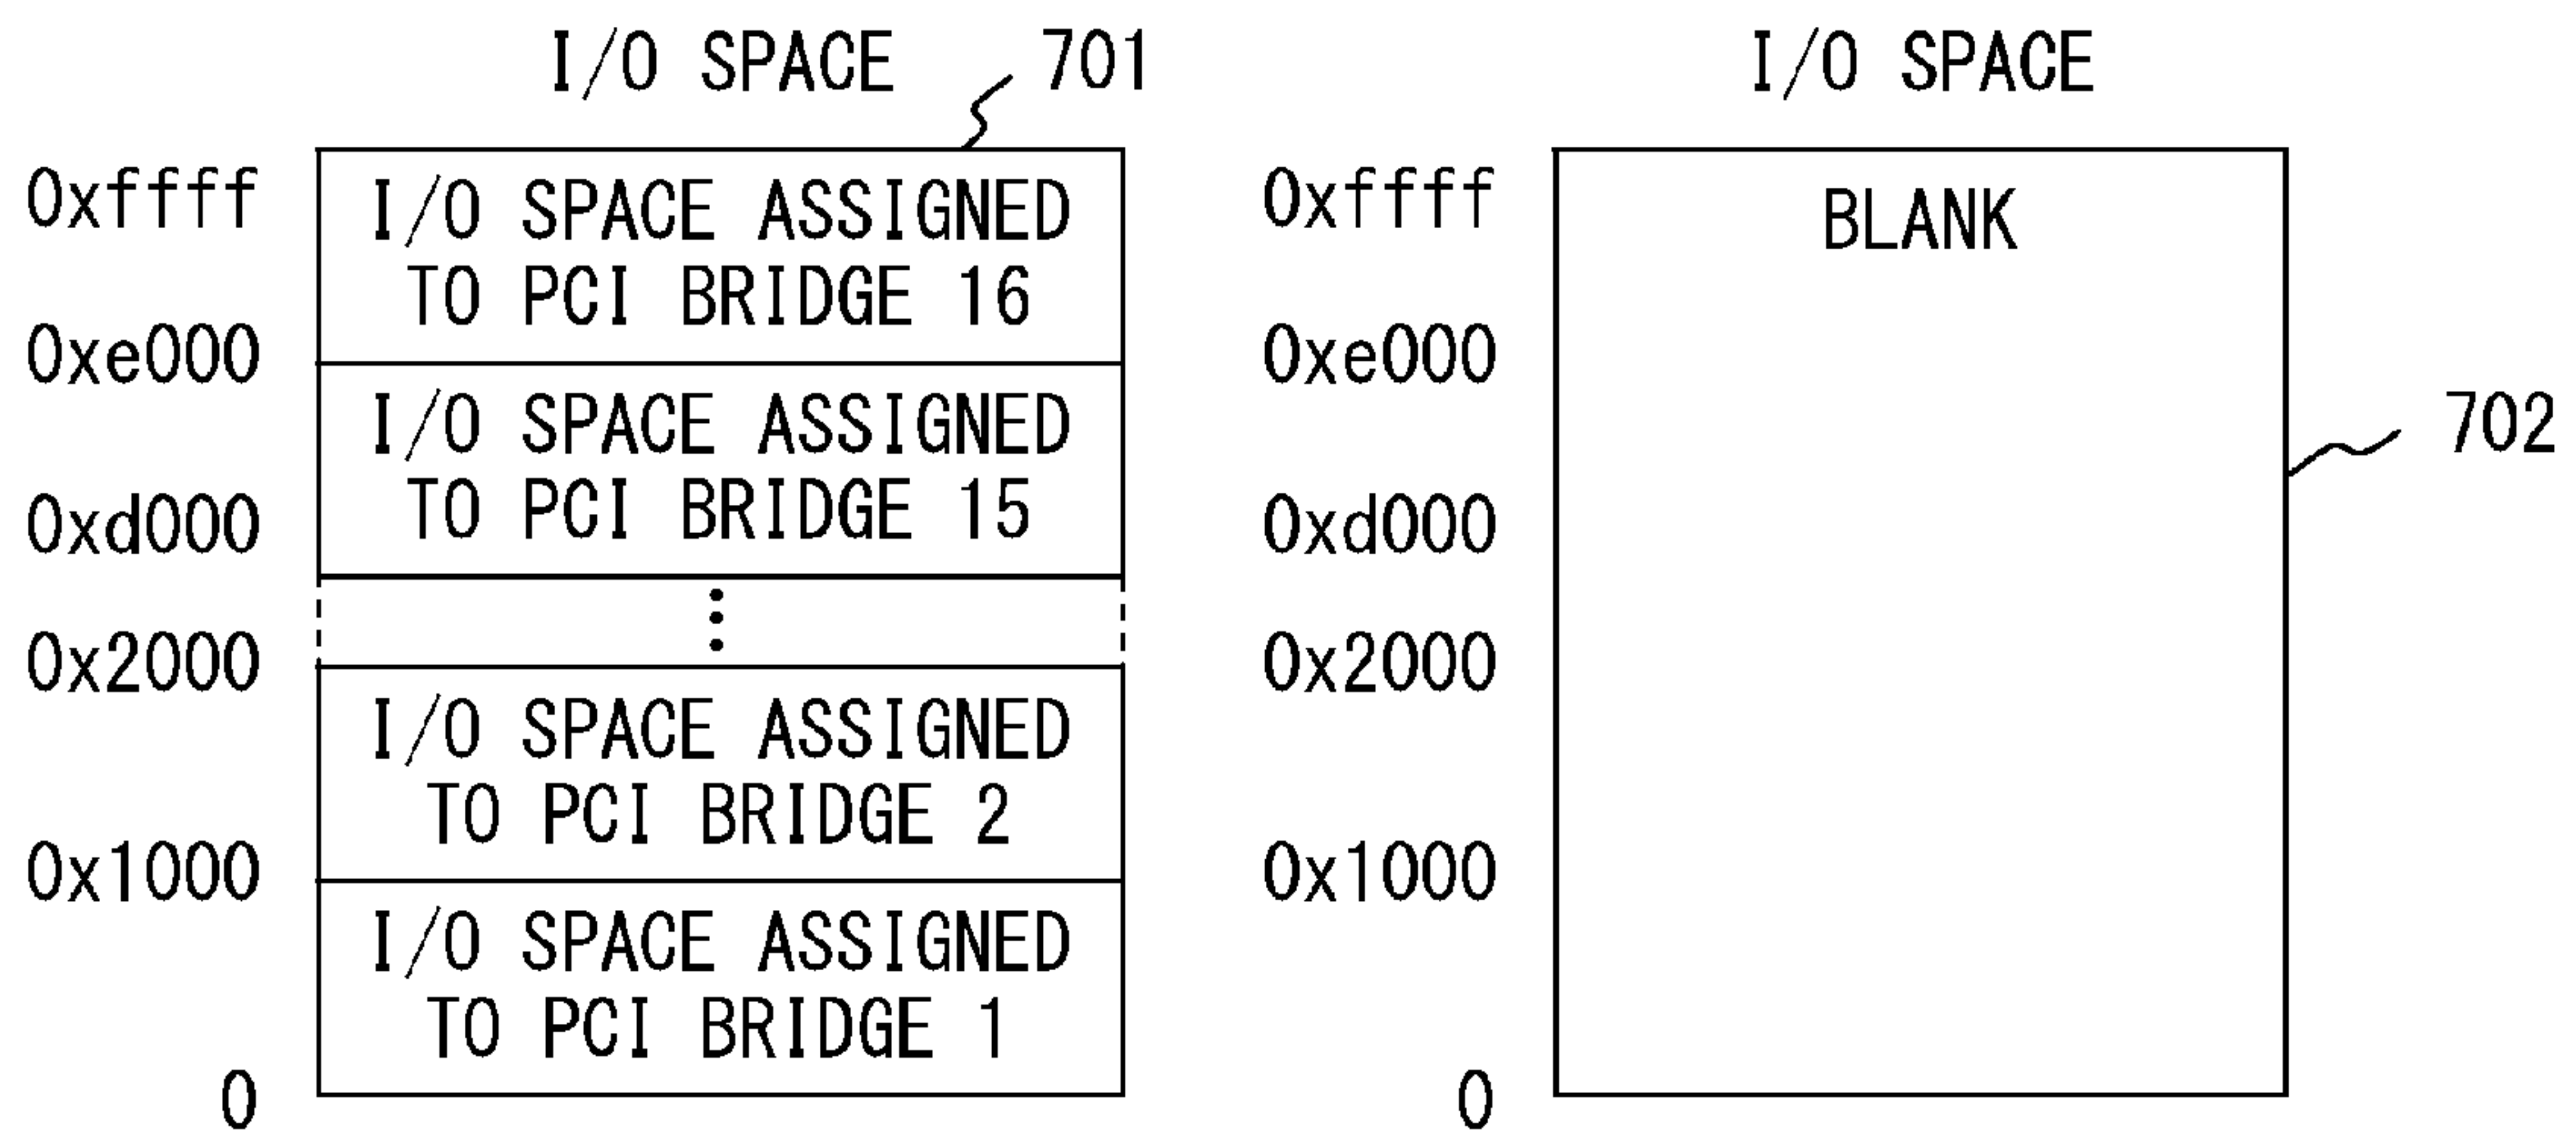 I/O SPACE
701
0xffff
I/O SPACE ASSIGNED
TO PCI BRIDGE 16
0xe000
I/O SPACE ASSIGNED
TO PCI BRIDGE 15
0xd000
0x2000
I/O SPACE ASSIGNED
TO PCI BRIDGE 2
0x1000
I/O SPACE ASSIGNED
TO PCI BRIDGE 1
0
I/O SPACE
0xffff
BLANK
0xe000
702
0xd000
0x2000
0x1000
0